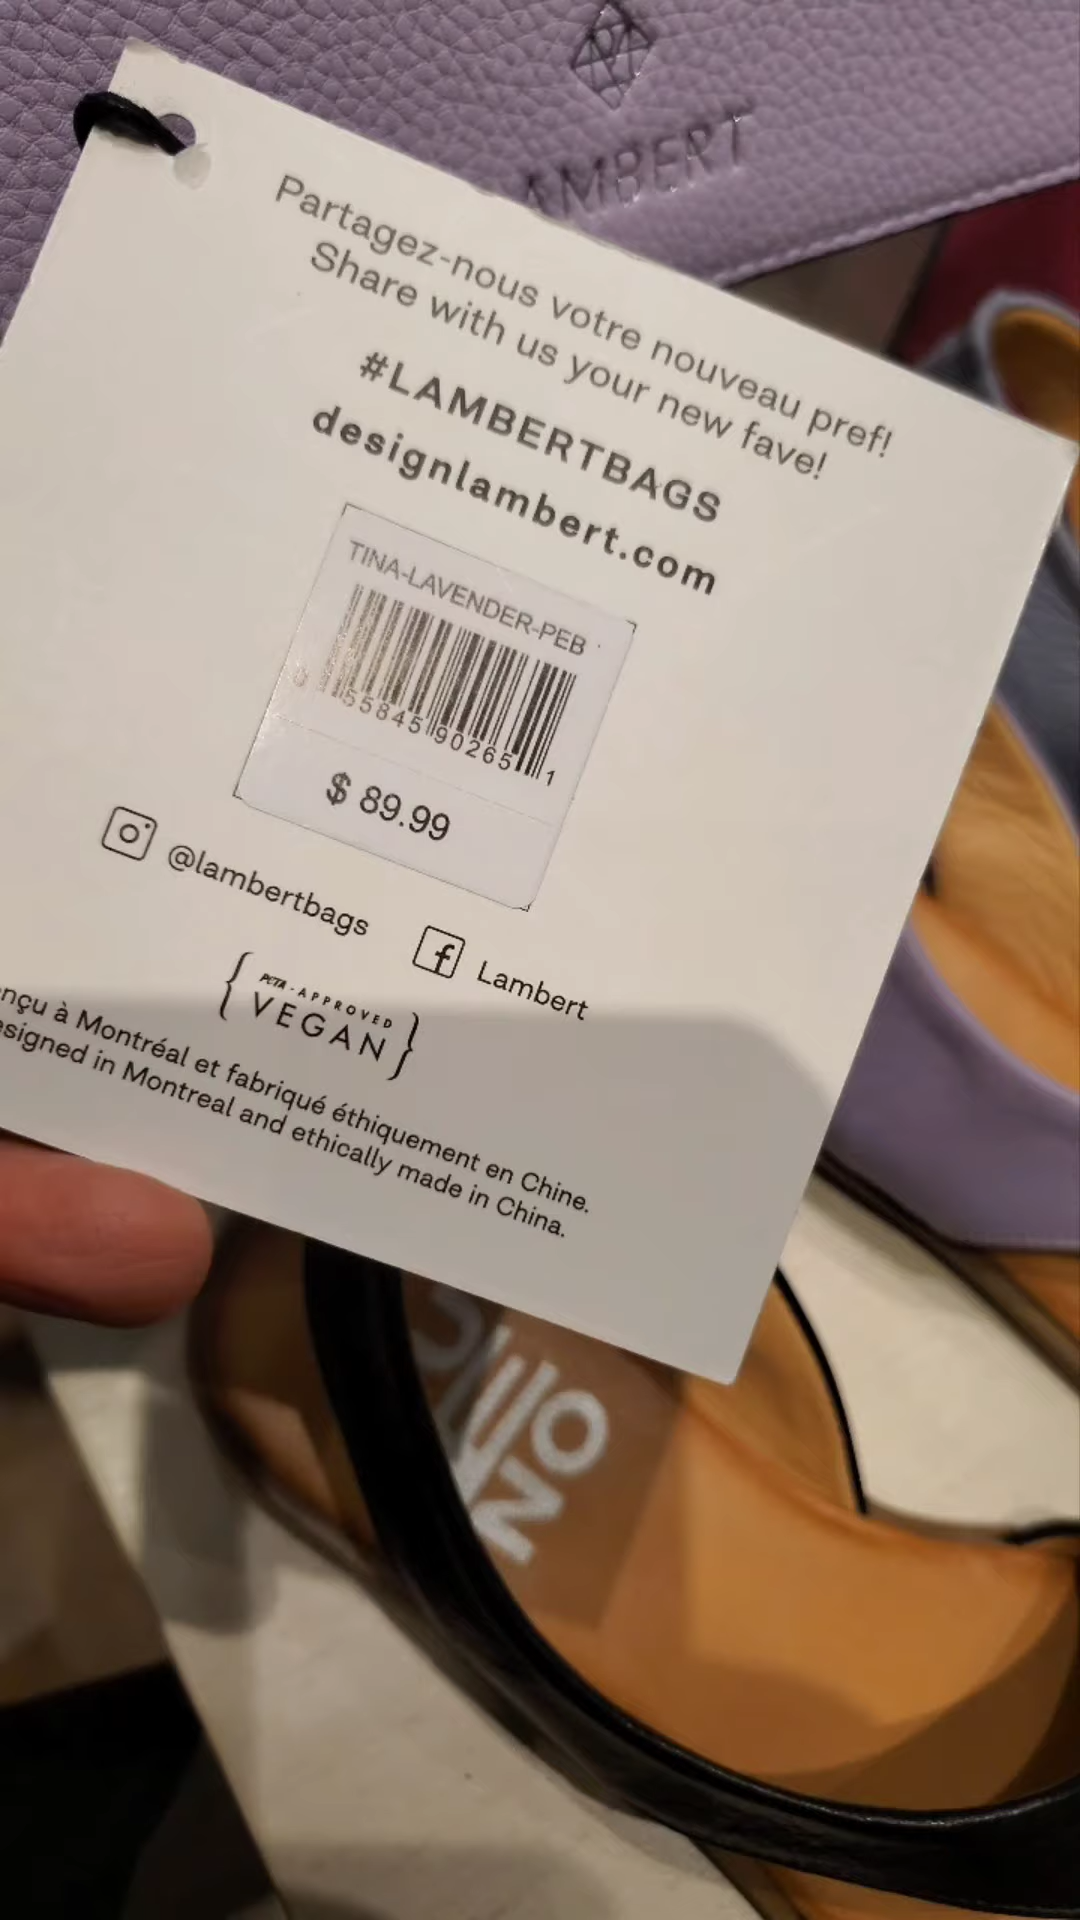 LAMBERT
Partagez-nous votre nouveau pref!
Share with us your new fave!
#LAMBERTBAGS
designlambert.com
TINA-LAVENDER-PEB
0 55845 90265 1
$ 89.99
@lambertbags
Lambert
PETA-APPROVED
VEGAN
nçu à Montréal et fabriqué éthiquement en Chine.
esigned in Montreal and ethically made in China.